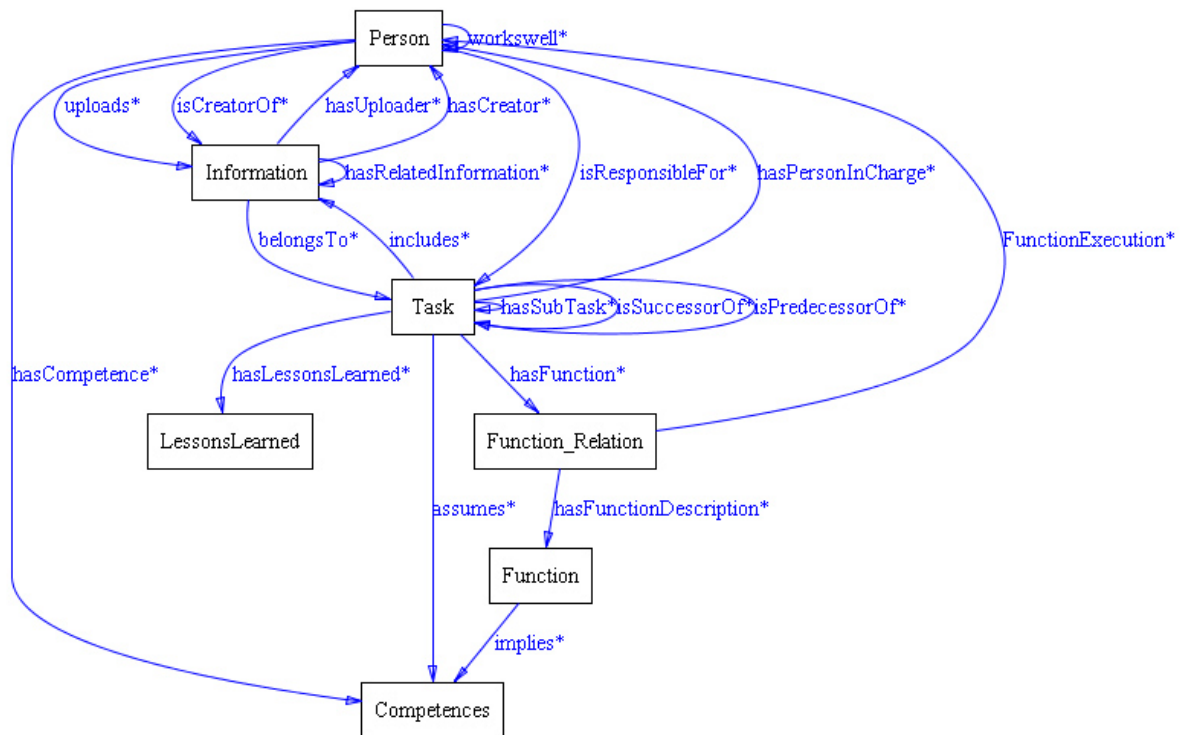 Person
workswell*
uploads*
isCreatorOf*
hasUploader*
hasCreator*
Information
hasRelatedInformation*
isResponsibleFor*
hasPersonInCharge*
belongsTo*
includes*
FunctionExecution*
Task
hasSubTask*
isSuccessorOf*
isPredecessorOf*
hasCompetence*
hasLessonsLearned*
hasFunction*
LessonsLearned
Function_Relation
assumes*
hasFunctionDescription*
Function
implies*
Competences